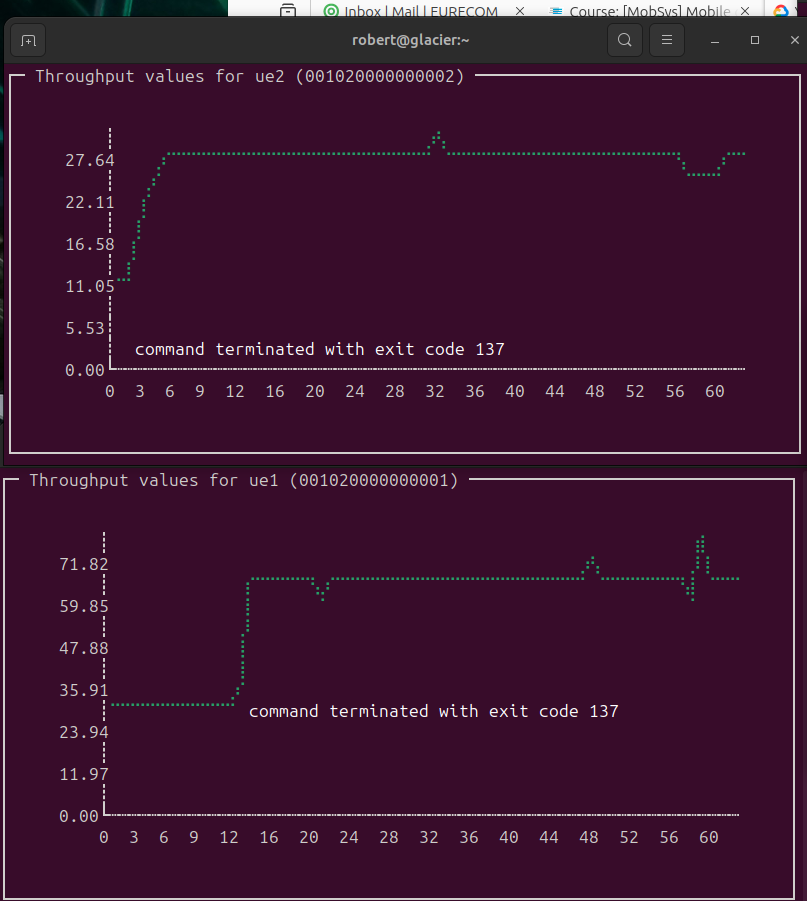 Inbox | Mail | EURECOM
Course: [MobSys] Mobile
robert@glacier:~
Throughput values for ue2 (001020000000002)
27.64
22.11
16.58
11.05
5.53
command terminated with exit code 137
0.00
0 3 6 9 12 16 20 24 28 32 36 40 44 48 52 56 60
Throughput values for ue1 (001020000000001)
71.82
59.85
47.88
35.91
command terminated with exit code 137
23.94
11.97
0.00
0 3 6 9 12 16 20 24 28 32 36 40 44 48 52 56 60